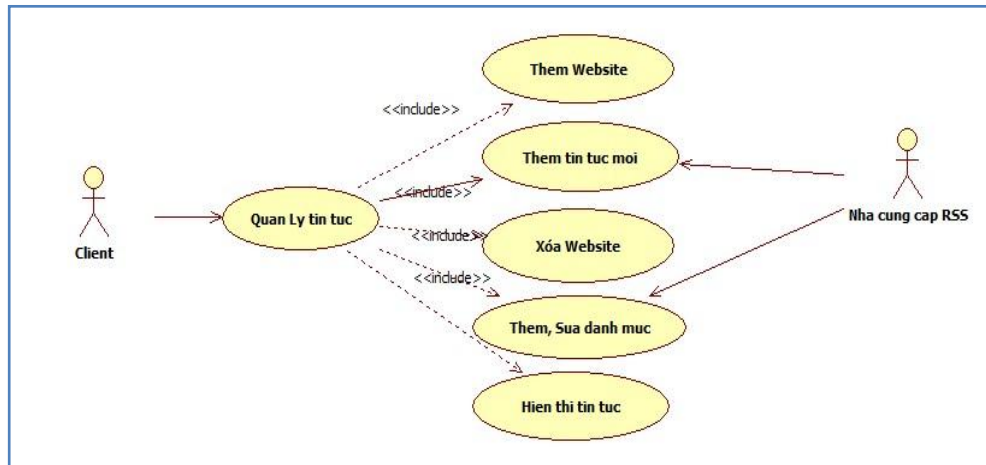 Them Website
<<include>>
Them tin tuc moi
<<include>>
Quan Ly tin tuc
Client
Nha cung cap RSS
<<include>>
Xóa Website
<<include>>
Them, Sua danh muc
Hien thi tin tuc